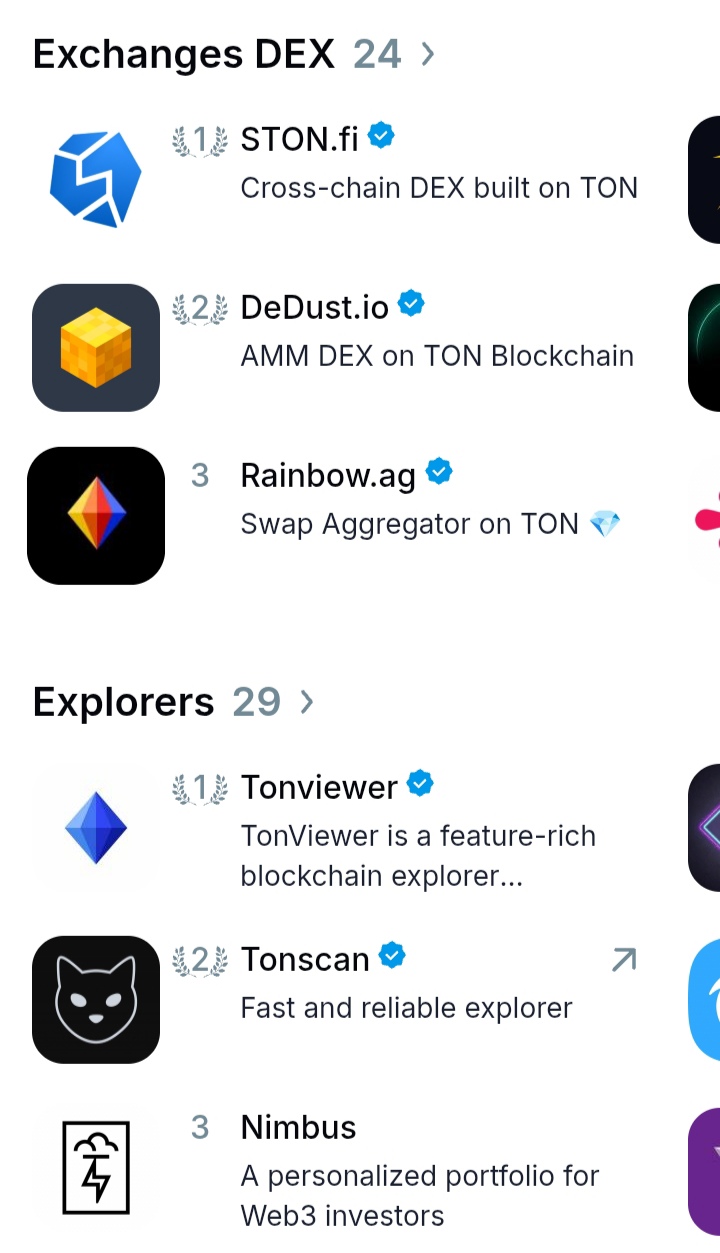 Exchanges DEX 24 >
1 STON.fi
Cross-chain DEX built on TON
2 DeDust.io
AMM DEX on TON Blockchain
3 Rainbow.ag
Swap Aggregator on TON 💎
Explorers 29 >
1 Tonviewer
TonViewer is a feature-rich
blockchain explorer...
2 Tonscan
Fast and reliable explorer
3 Nimbus
A personalized portfolio for
Web3 investors